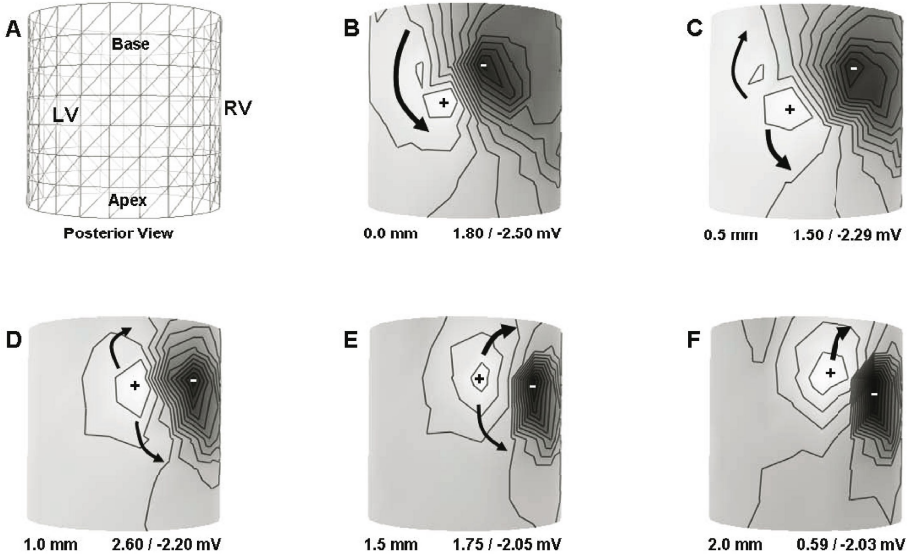 A
Base
LV
RV
Apex
Posterior View
B
-
+
0.0 mm 1.80 / -2.50 mV
C
-
+
0.5 mm 1.50 / -2.29 mV
D
+
-
1.0 mm 2.60 / -2.20 mV
E
+
-
1.5 mm 1.75 / -2.05 mV
F
+
-
2.0 mm 0.59 / -2.03 mV